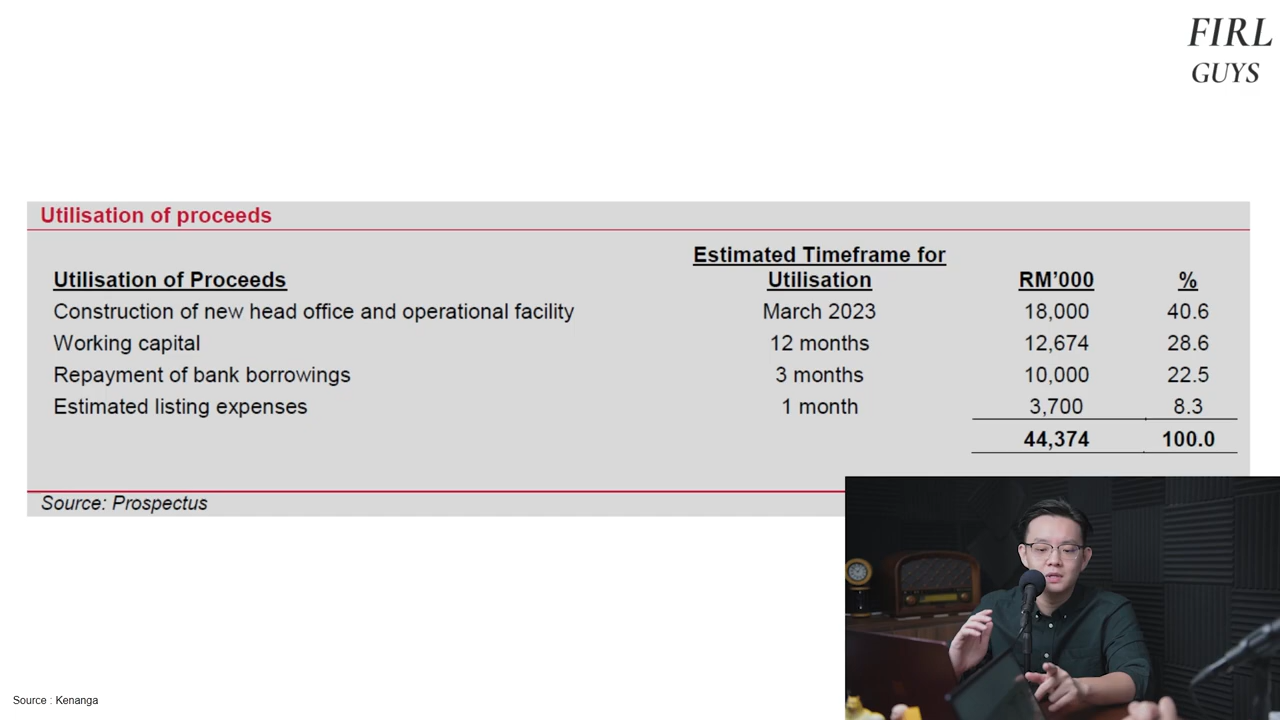 FIRL
GUYS
Utilisation of proceeds
Estimated Timeframe for
Utilisation of Proceeds Utilisation RM'000 %
Construction of new head office and operational facility March 2023 18,000 40.6
Working capital 12 months 12,674 28.6
Repayment of bank borrowings 3 months 10,000 22.5
Estimated listing expenses 1 month 3,700 8.3
44,374 100.0
Source: Prospectus
Source : Kenanga